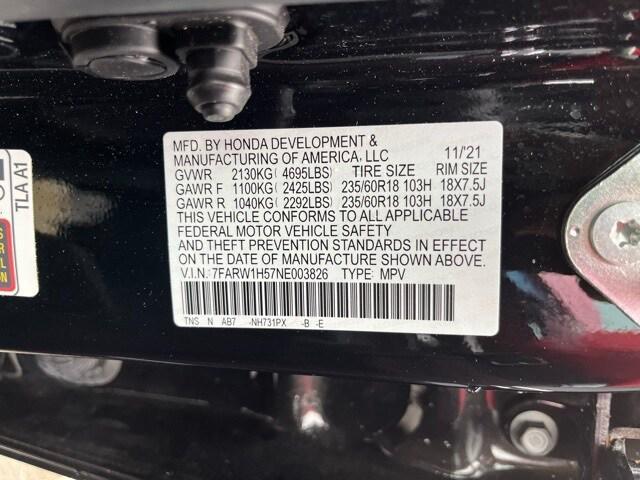 MFD. BY HONDA DEVELOPMENT &
MANUFACTURING OF AMERICA, LLC 11/'21
GVWR 2130KG( 4695LBS) TIRE SIZE RIM SIZE
GAWR F 1100KG( 2425LBS) 235/60R18 103H 18X7.5J
GAWR R 1040KG( 2292LBS) 235/60R18 103H 18X7.5J
THIS VEHICLE CONFORMS TO ALL APPLICABLE
FEDERAL MOTOR VEHICLE SAFETY
AND THEFT PREVENTION STANDARDS IN EFFECT
ON THE DATE OF MANUFACTURE SHOWN ABOVE.
V.I.N.:7FARW1H57NE003826 TYPE: MPV
TNS N AB7 -NH731PX -B -E
TLA A1